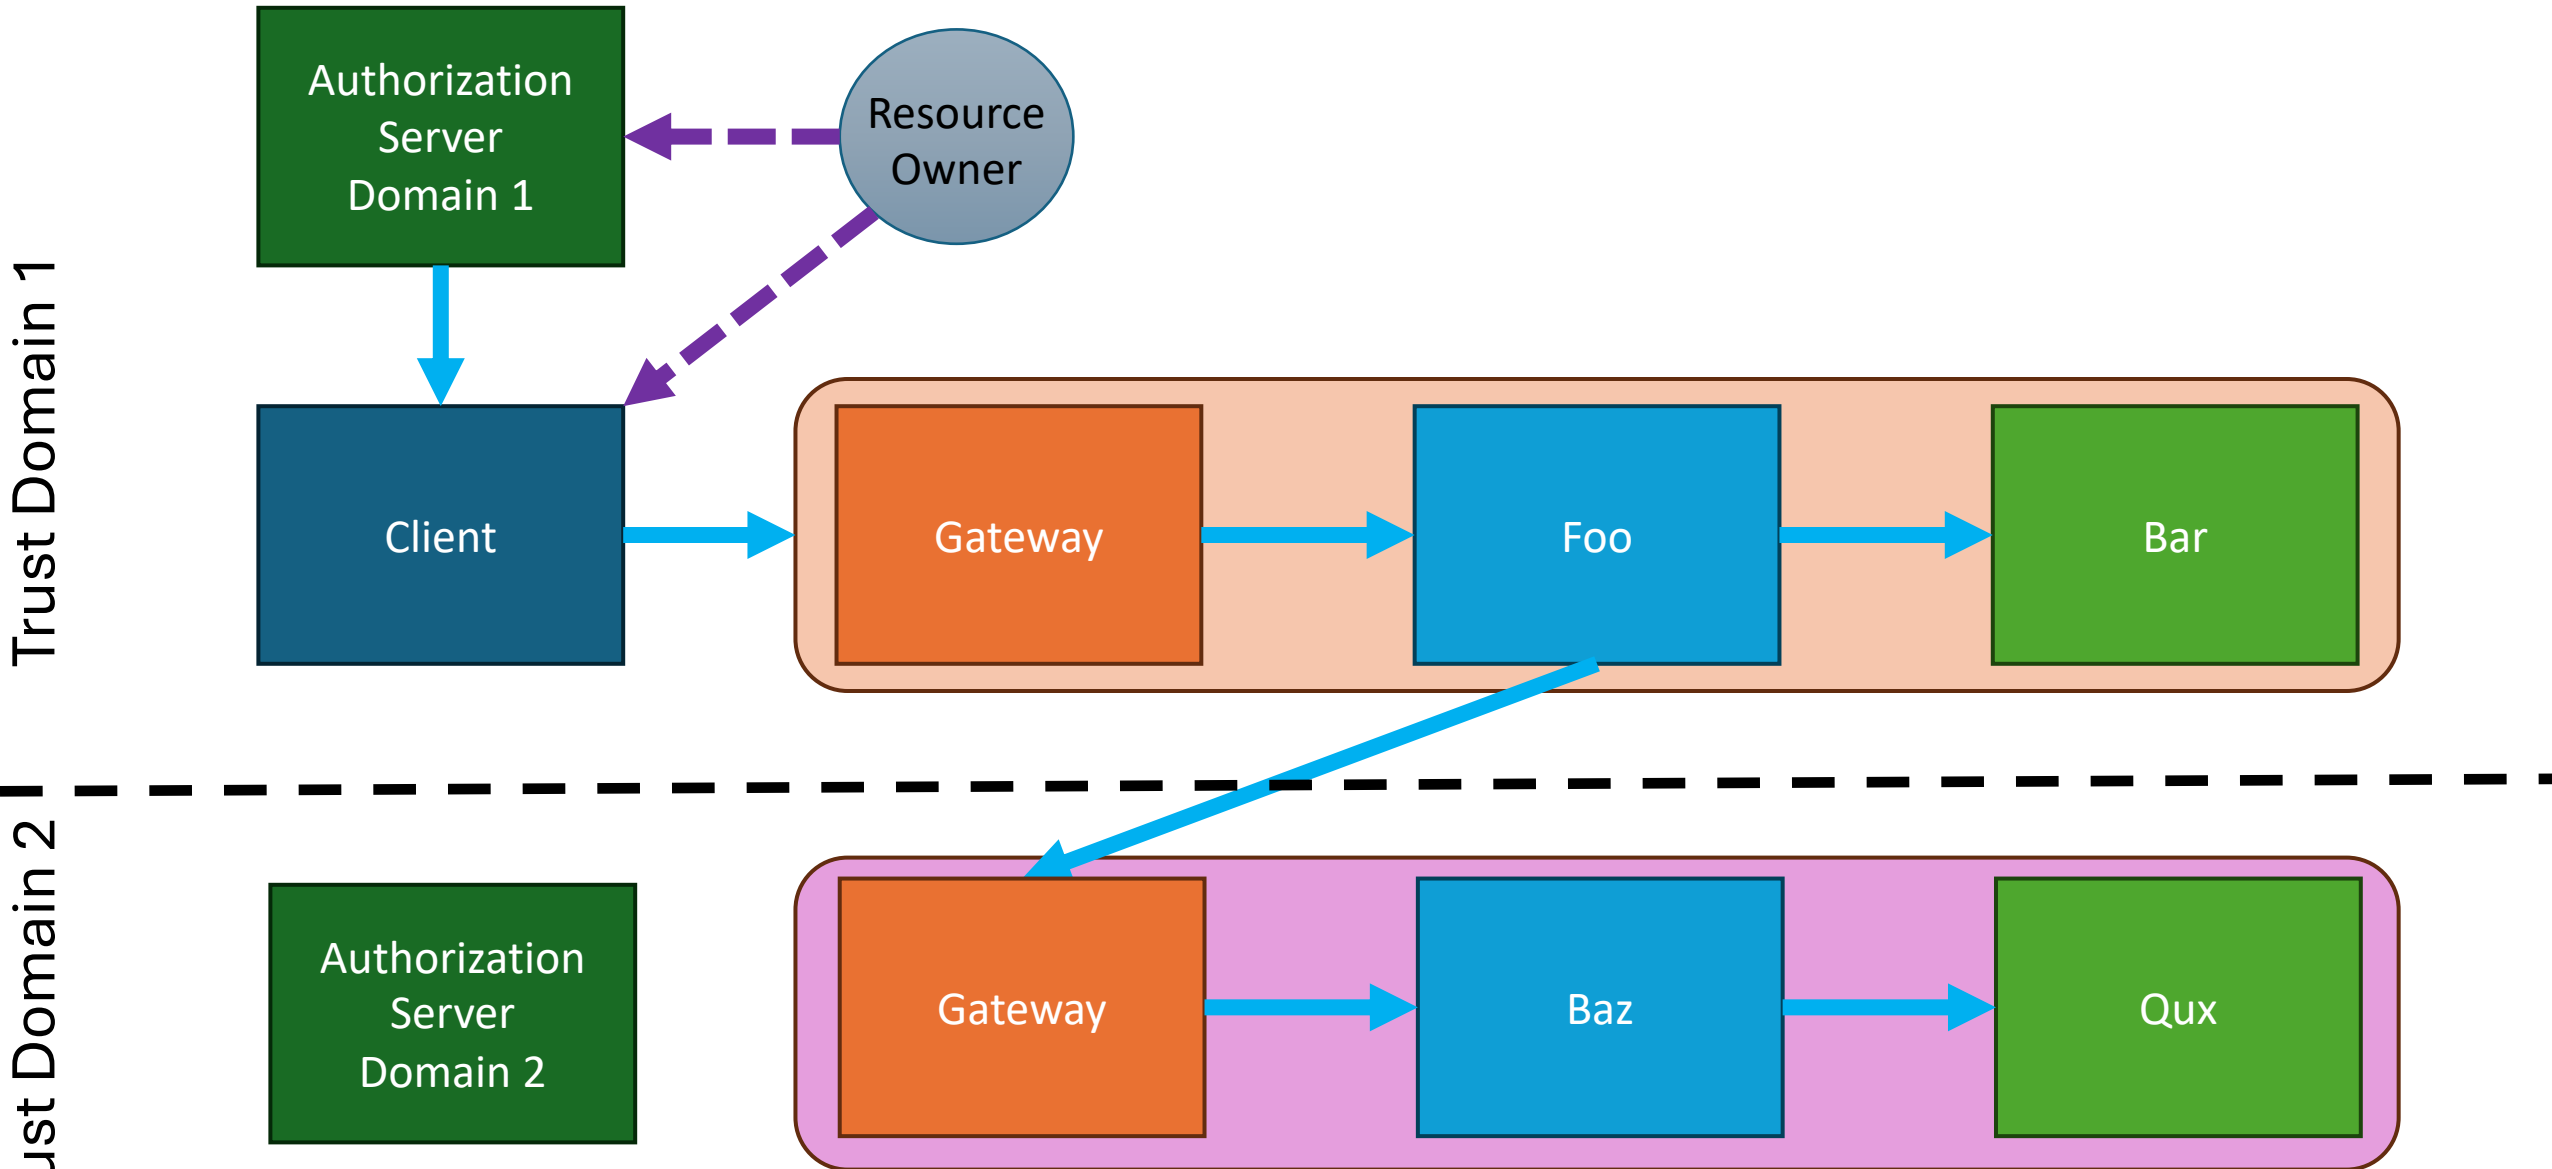 Authorization
Server
Domain 1
Resource
Owner
Trust Domain 1
Client
Gateway
Foo
Bar
ust Domain 2
Authorization
Server
Domain 2
Gateway
Baz
Qux